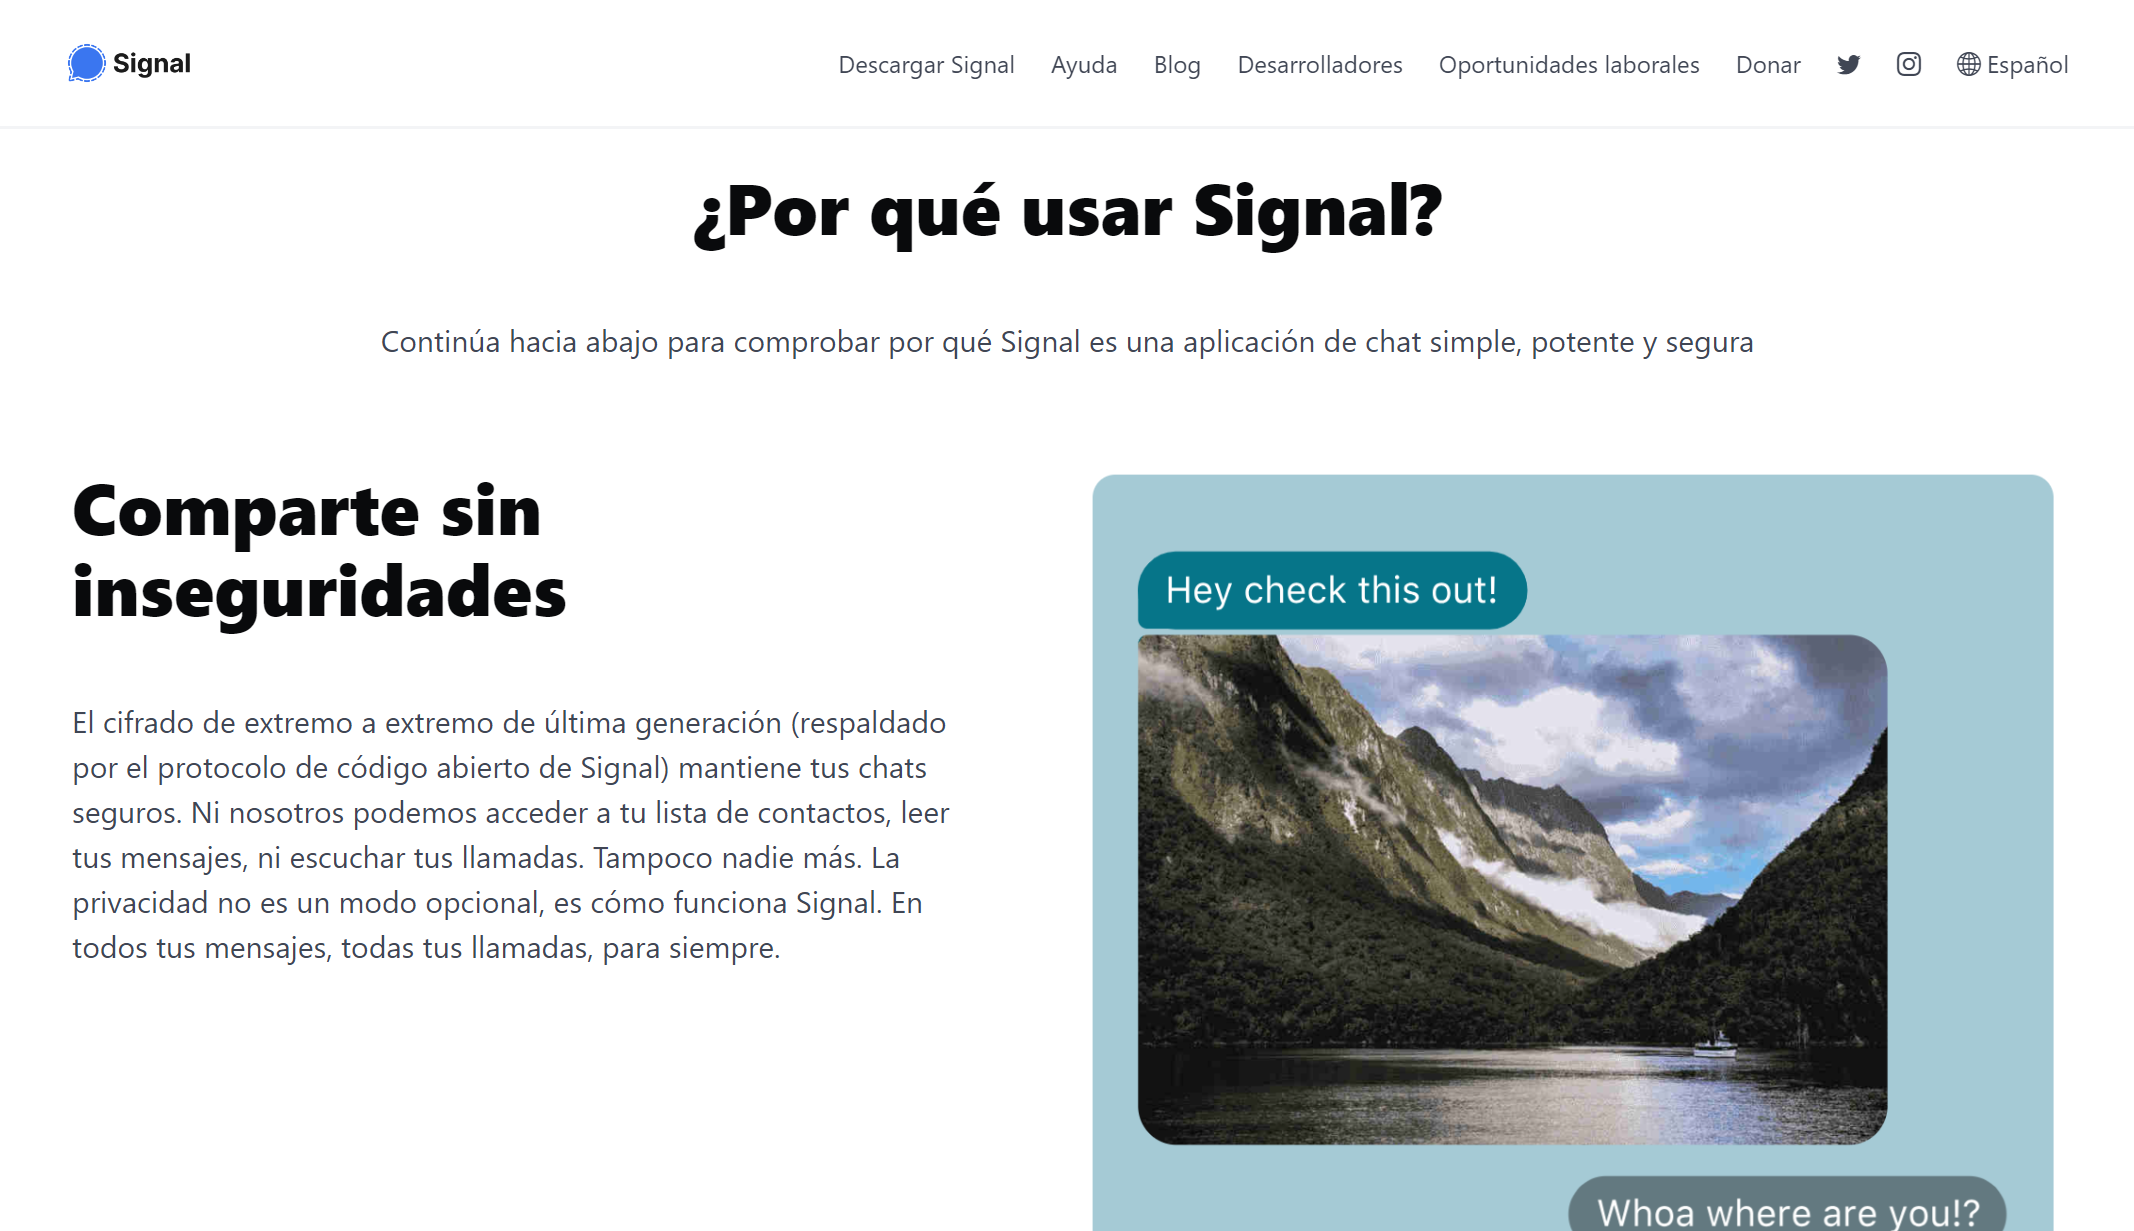 Signal
Descargar Signal Ayuda Blog Desarrolladores Oportunidades laborales Donar Español
¿Por qué usar Signal?
Continúa hacia abajo para comprobar por qué Signal es una aplicación de chat simple, potente y segura
Comparte sin
inseguridades
El cifrado de extremo a extremo de última generación (respaldado
por el protocolo de código abierto de Signal) mantiene tus chats
seguros. Ni nosotros podemos acceder a tu lista de contactos, leer
tus mensajes, ni escuchar tus llamadas. Tampoco nadie más. La
privacidad no es un modo opcional, es cómo funciona Signal. En
todos tus mensajes, todas tus llamadas, para siempre.
Hey check this out!
Whoa where are you!?